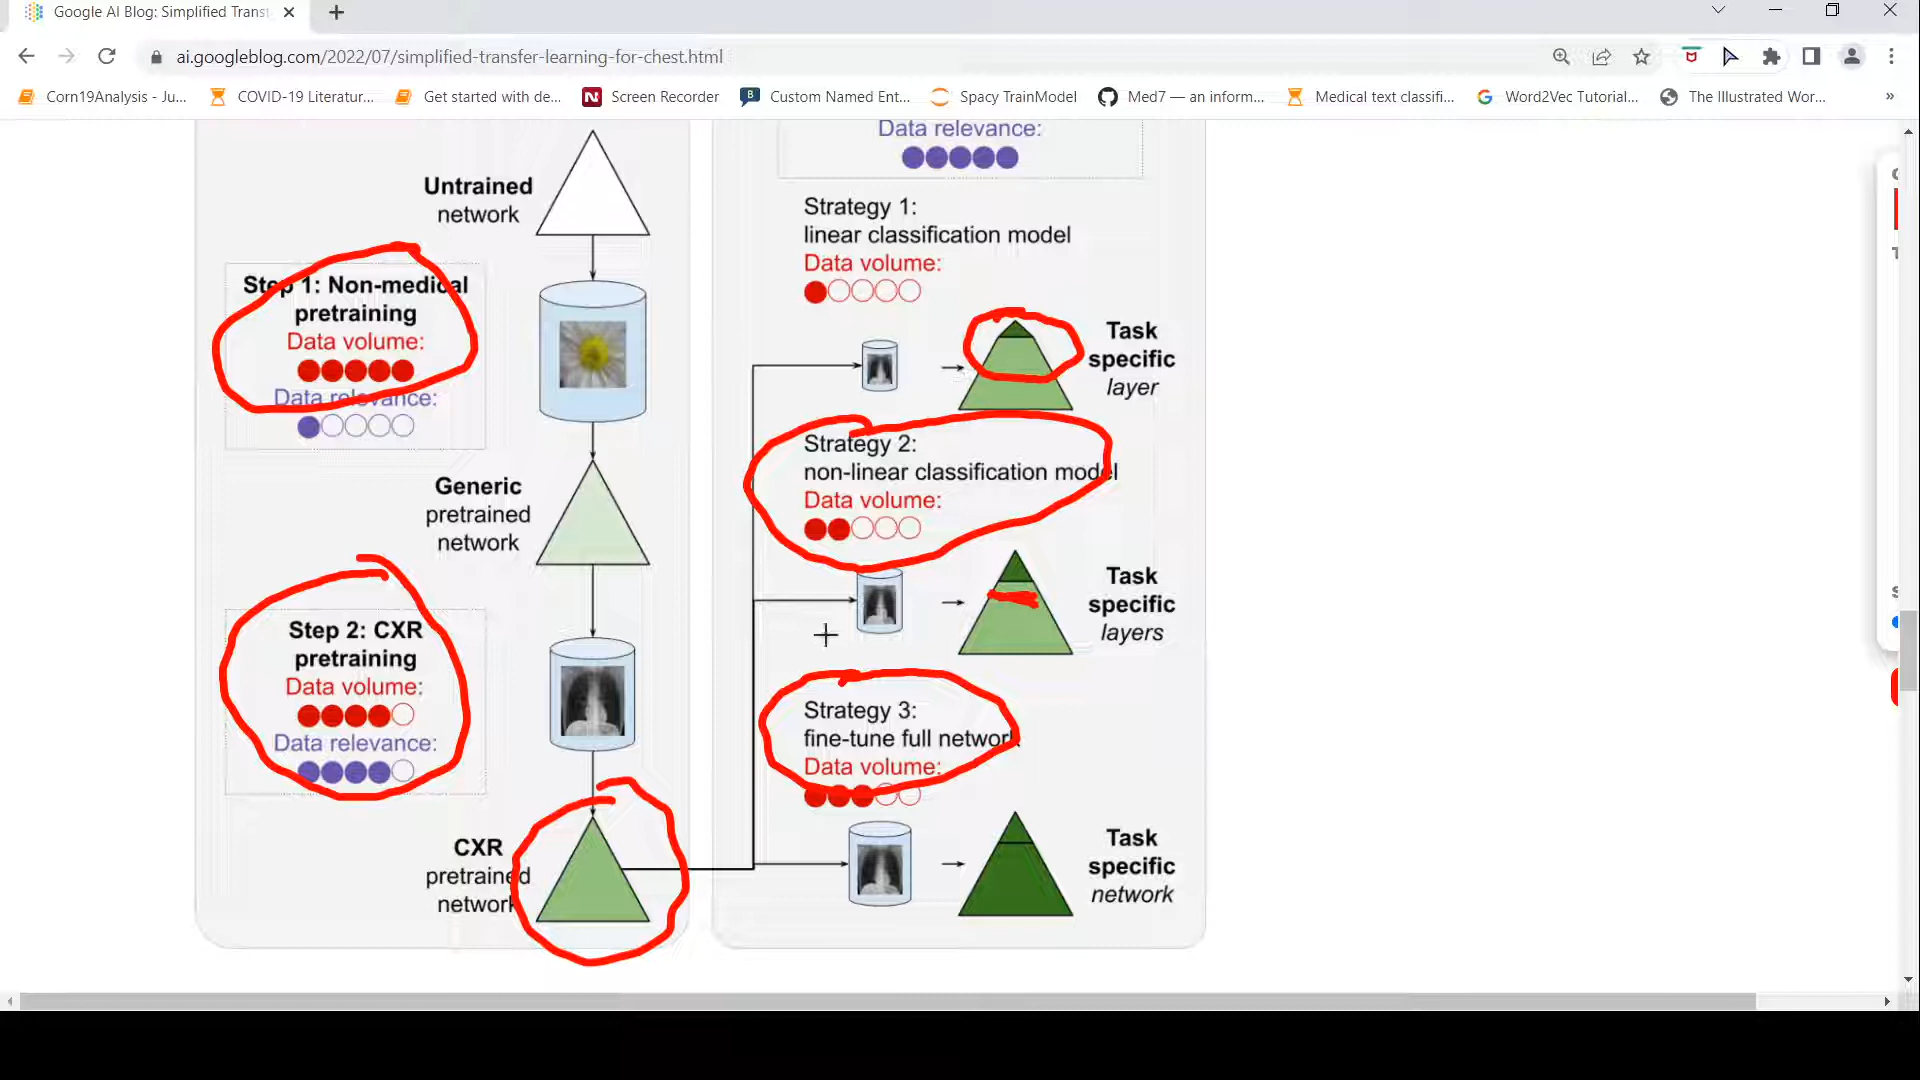 Google AI Blog: Simplified Transf
ai.googleblog.com/2022/07/simplified-transfer-learning-for-chest.html
Corn19Analysis - Ju...
COVID-19 Literatur...
Get started with de...
Screen Recorder
Custom Named Ent...
Spacy TrainModel
Med7 — an inform...
Medical text classifi...
Word2Vec Tutorial...
The Illustrated Wor...
»
Untrained
network
Step 1: Non-medical
pretraining
Data volume:
Data relevance:
Generic
pretrained
network
Step 2: CXR
pretraining
Data volume:
Data relevance:
CXR
pretrained
network
Data relevance:
Strategy 1:
linear classification model
Data volume:
Task
specific
layer
Strategy 2:
non-linear classification model
Data volume:
Task
specific
layers
Strategy 3:
fine-tune full network
Data volume:
Task
specific
network